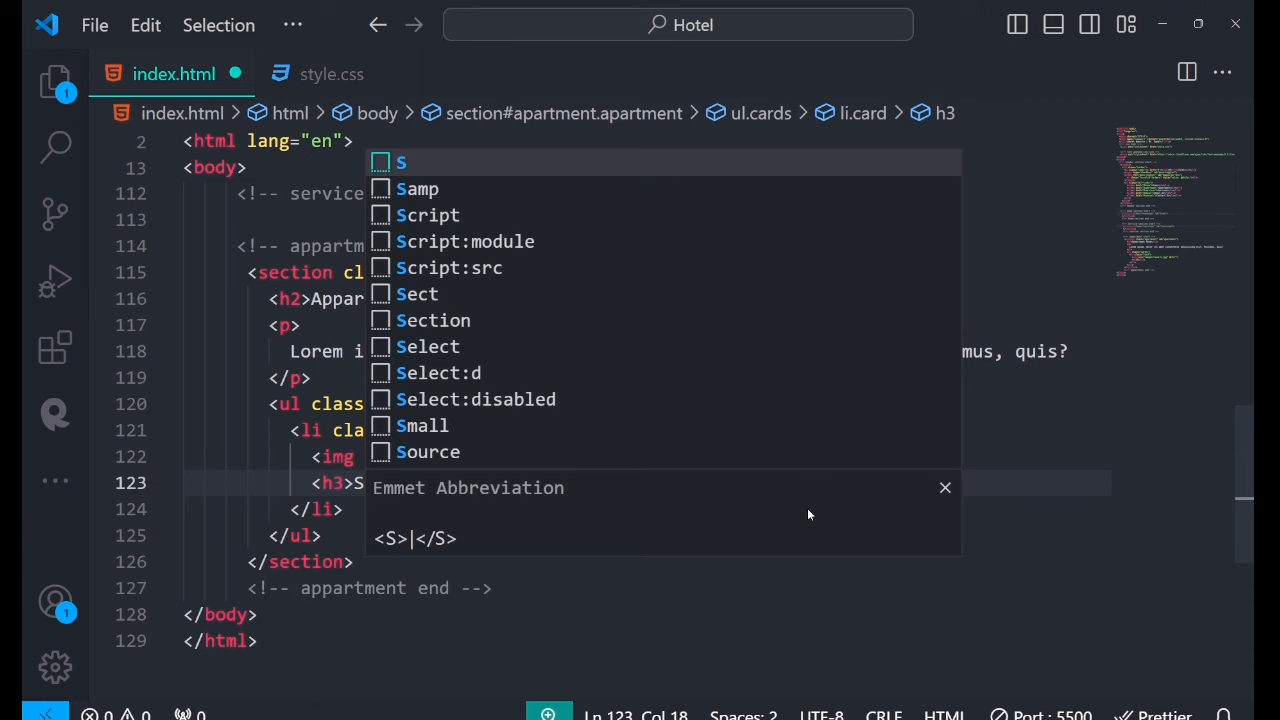 File Edit Selection ··· Hotel
index.html style.css
index.html > html > body > section#apartment.apartment > ul.cards > li.card > h3
2 <html lang="en">
13 <body>
112 <!-- service
113
114 <!-- appartm
115 <section cl
116 <h2>Appar
117 <p>
118 Lorem i mus, quis?
119 </p>
120 <ul class
121 <li cla
122 <img
123 <h3>S
124 </li>
125 </ul>
126 </section>
127 <!-- appartment end -->
128 </body>
129 </html>
S
Samp
Script
Script:module
Script:src
Sect
Section
Select
Select:d
Select:disabled
Small
Source
Emmet Abbreviation
<S>|</S>
1
1
0 0 0 Ln 123, Col 18 Spaces: 2 UTF-8 CRLF HTML Port : 5500 Prettier